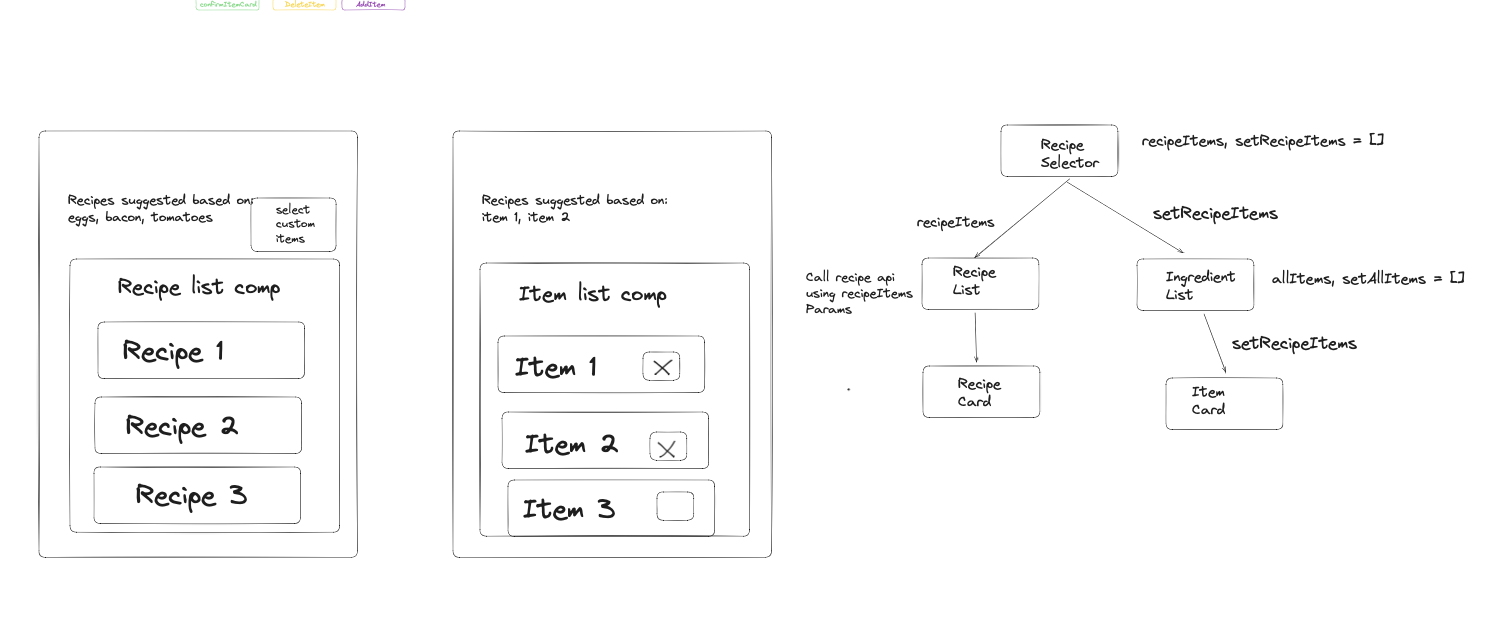 confirmItemCard
DeleteItem
AddItem
Recipes suggested based on:
eggs, bacon, tomatoes
select
custom
items
Recipe list comp
Recipe 1
Recipe 2
Recipe 3
Recipes suggested based on:
item 1, item 2
Item list comp
Item 1
Item 2
Item 3
Recipe
Selector
recipeItems, setRecipeItems = []
recipeItems
setRecipeItems
Call recipe api
using recipeItems
Params
Recipe
List
Ingredient
List
allItems, setAllItems = []
setRecipeItems
Recipe
Card
Item
Card